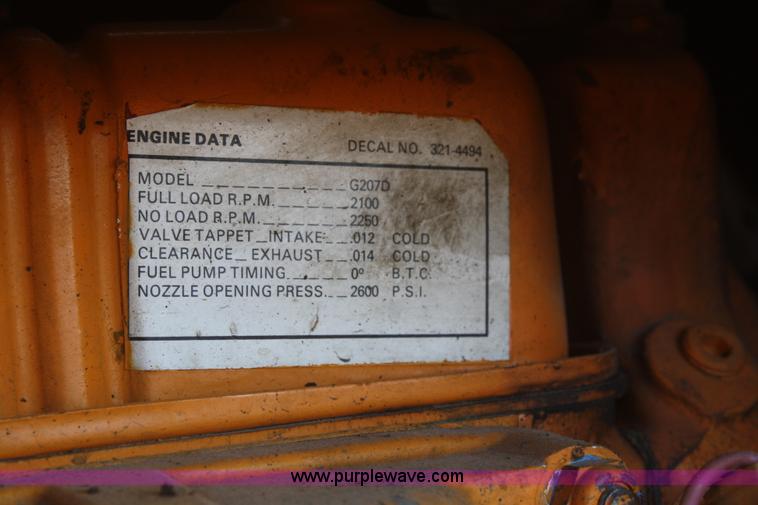 ENGINE DATA DECAL NO. 321-4494
MODEL G207D
FULL LOAD R.P.M. 2100
NO LOAD R.P.M. 2250
VALVE TAPPET INTAKE .012 COLD
CLEARANCE EXHAUST .014 COLD
FUEL PUMP TIMING 0° B.T.C.
NOZZLE OPENING PRESS. 2600 P.S.I.
www.purplewave.com